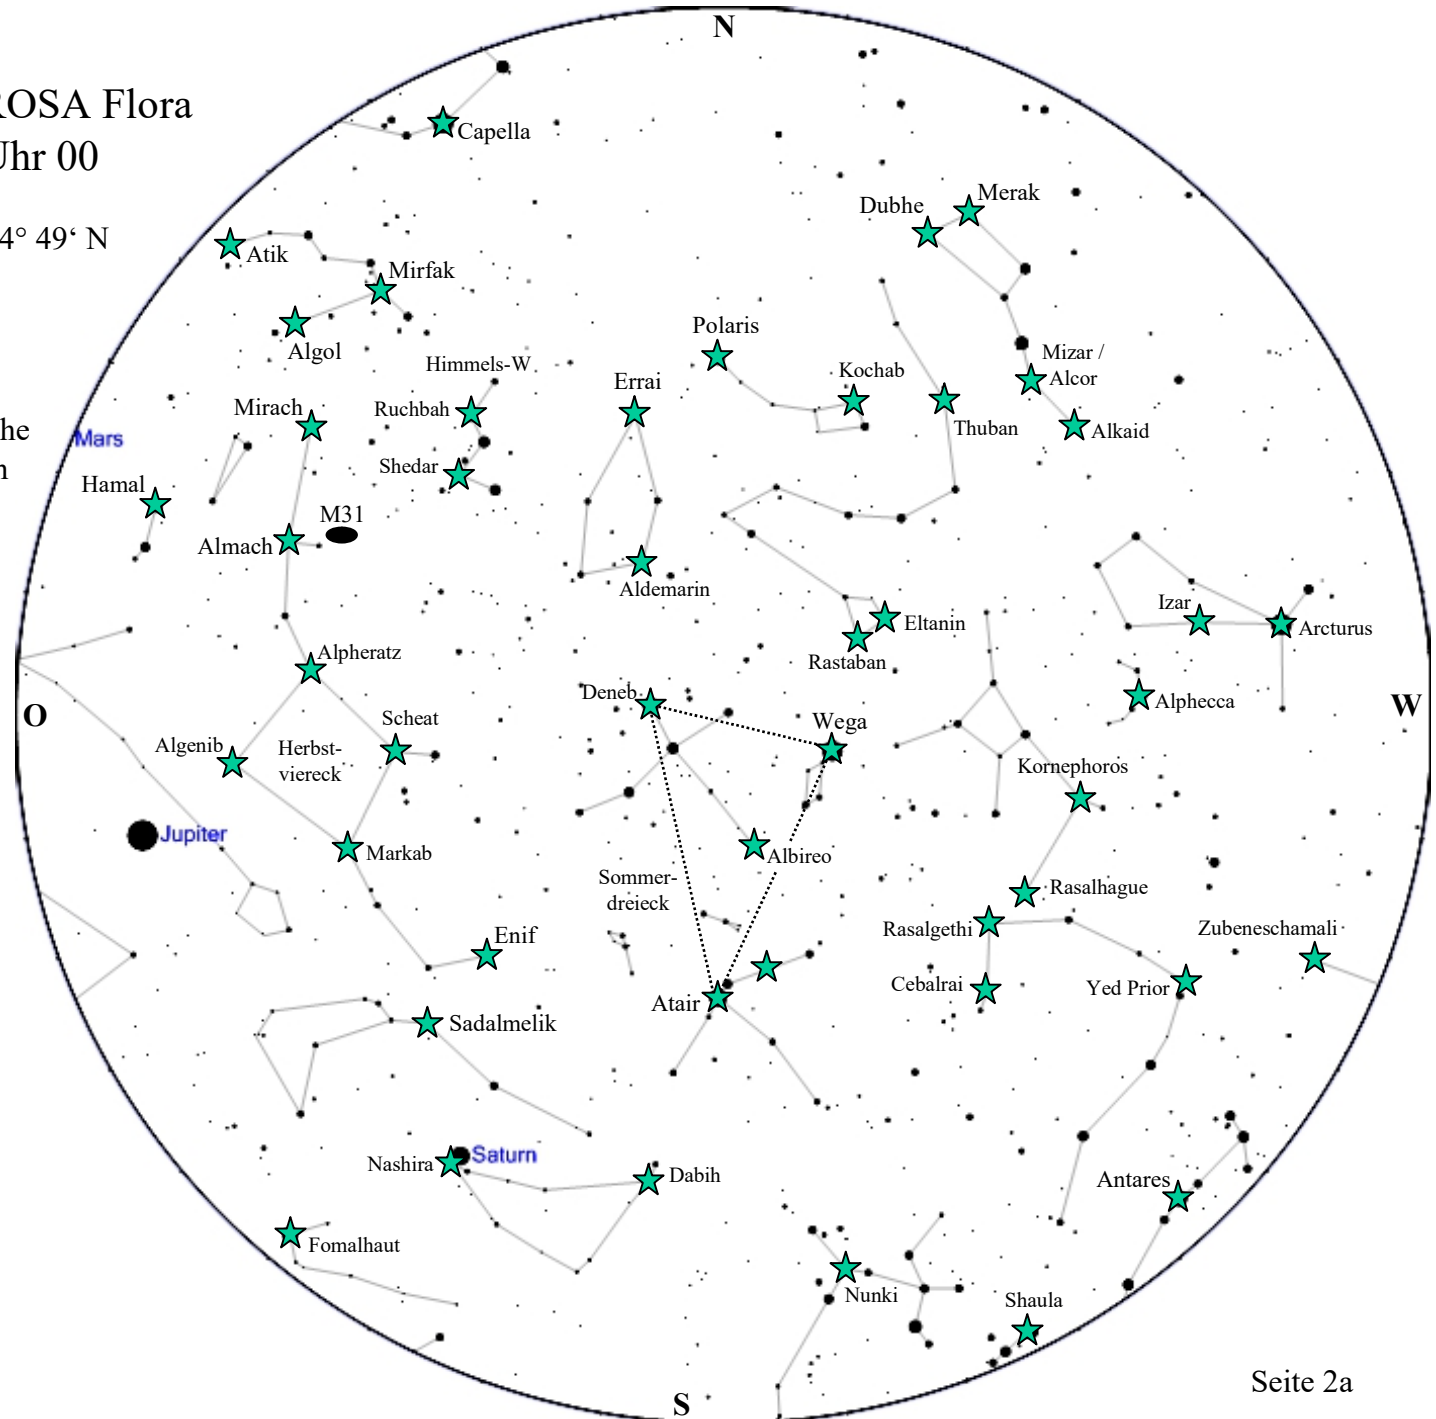 N
ROSA Flora
Uhr 00
Capella
Dubhe
Merak
4° 49‘ N
Atik
Mirfak
Algol
Polaris
Himmels-W
Mizar /
Alcor
Kochab
Errai
Mirach
Ruchbah
Thuban
Alkaid
he
Mars
n
Shedar
Hamal
M31
Almach
Aldemarin
Izar
Eltanin
Arcturus
Rastaban
Alpheratz
Deneb
Alphecca
O
W
Scheat
Wega
Algenib
Herbst-
viereck
Kornephoros
Jupiter
Markab
Albireo
Sommer-
dreieck
Rasalhague
Rasalgethi
Zubeneschamali
Enif
Cebalrai
Yed Prior
Atair
Sadalmelik
Saturn
Nashira
Dabih
Antares
Fomalhaut
Nunki
Shaula
Seite 2a
S